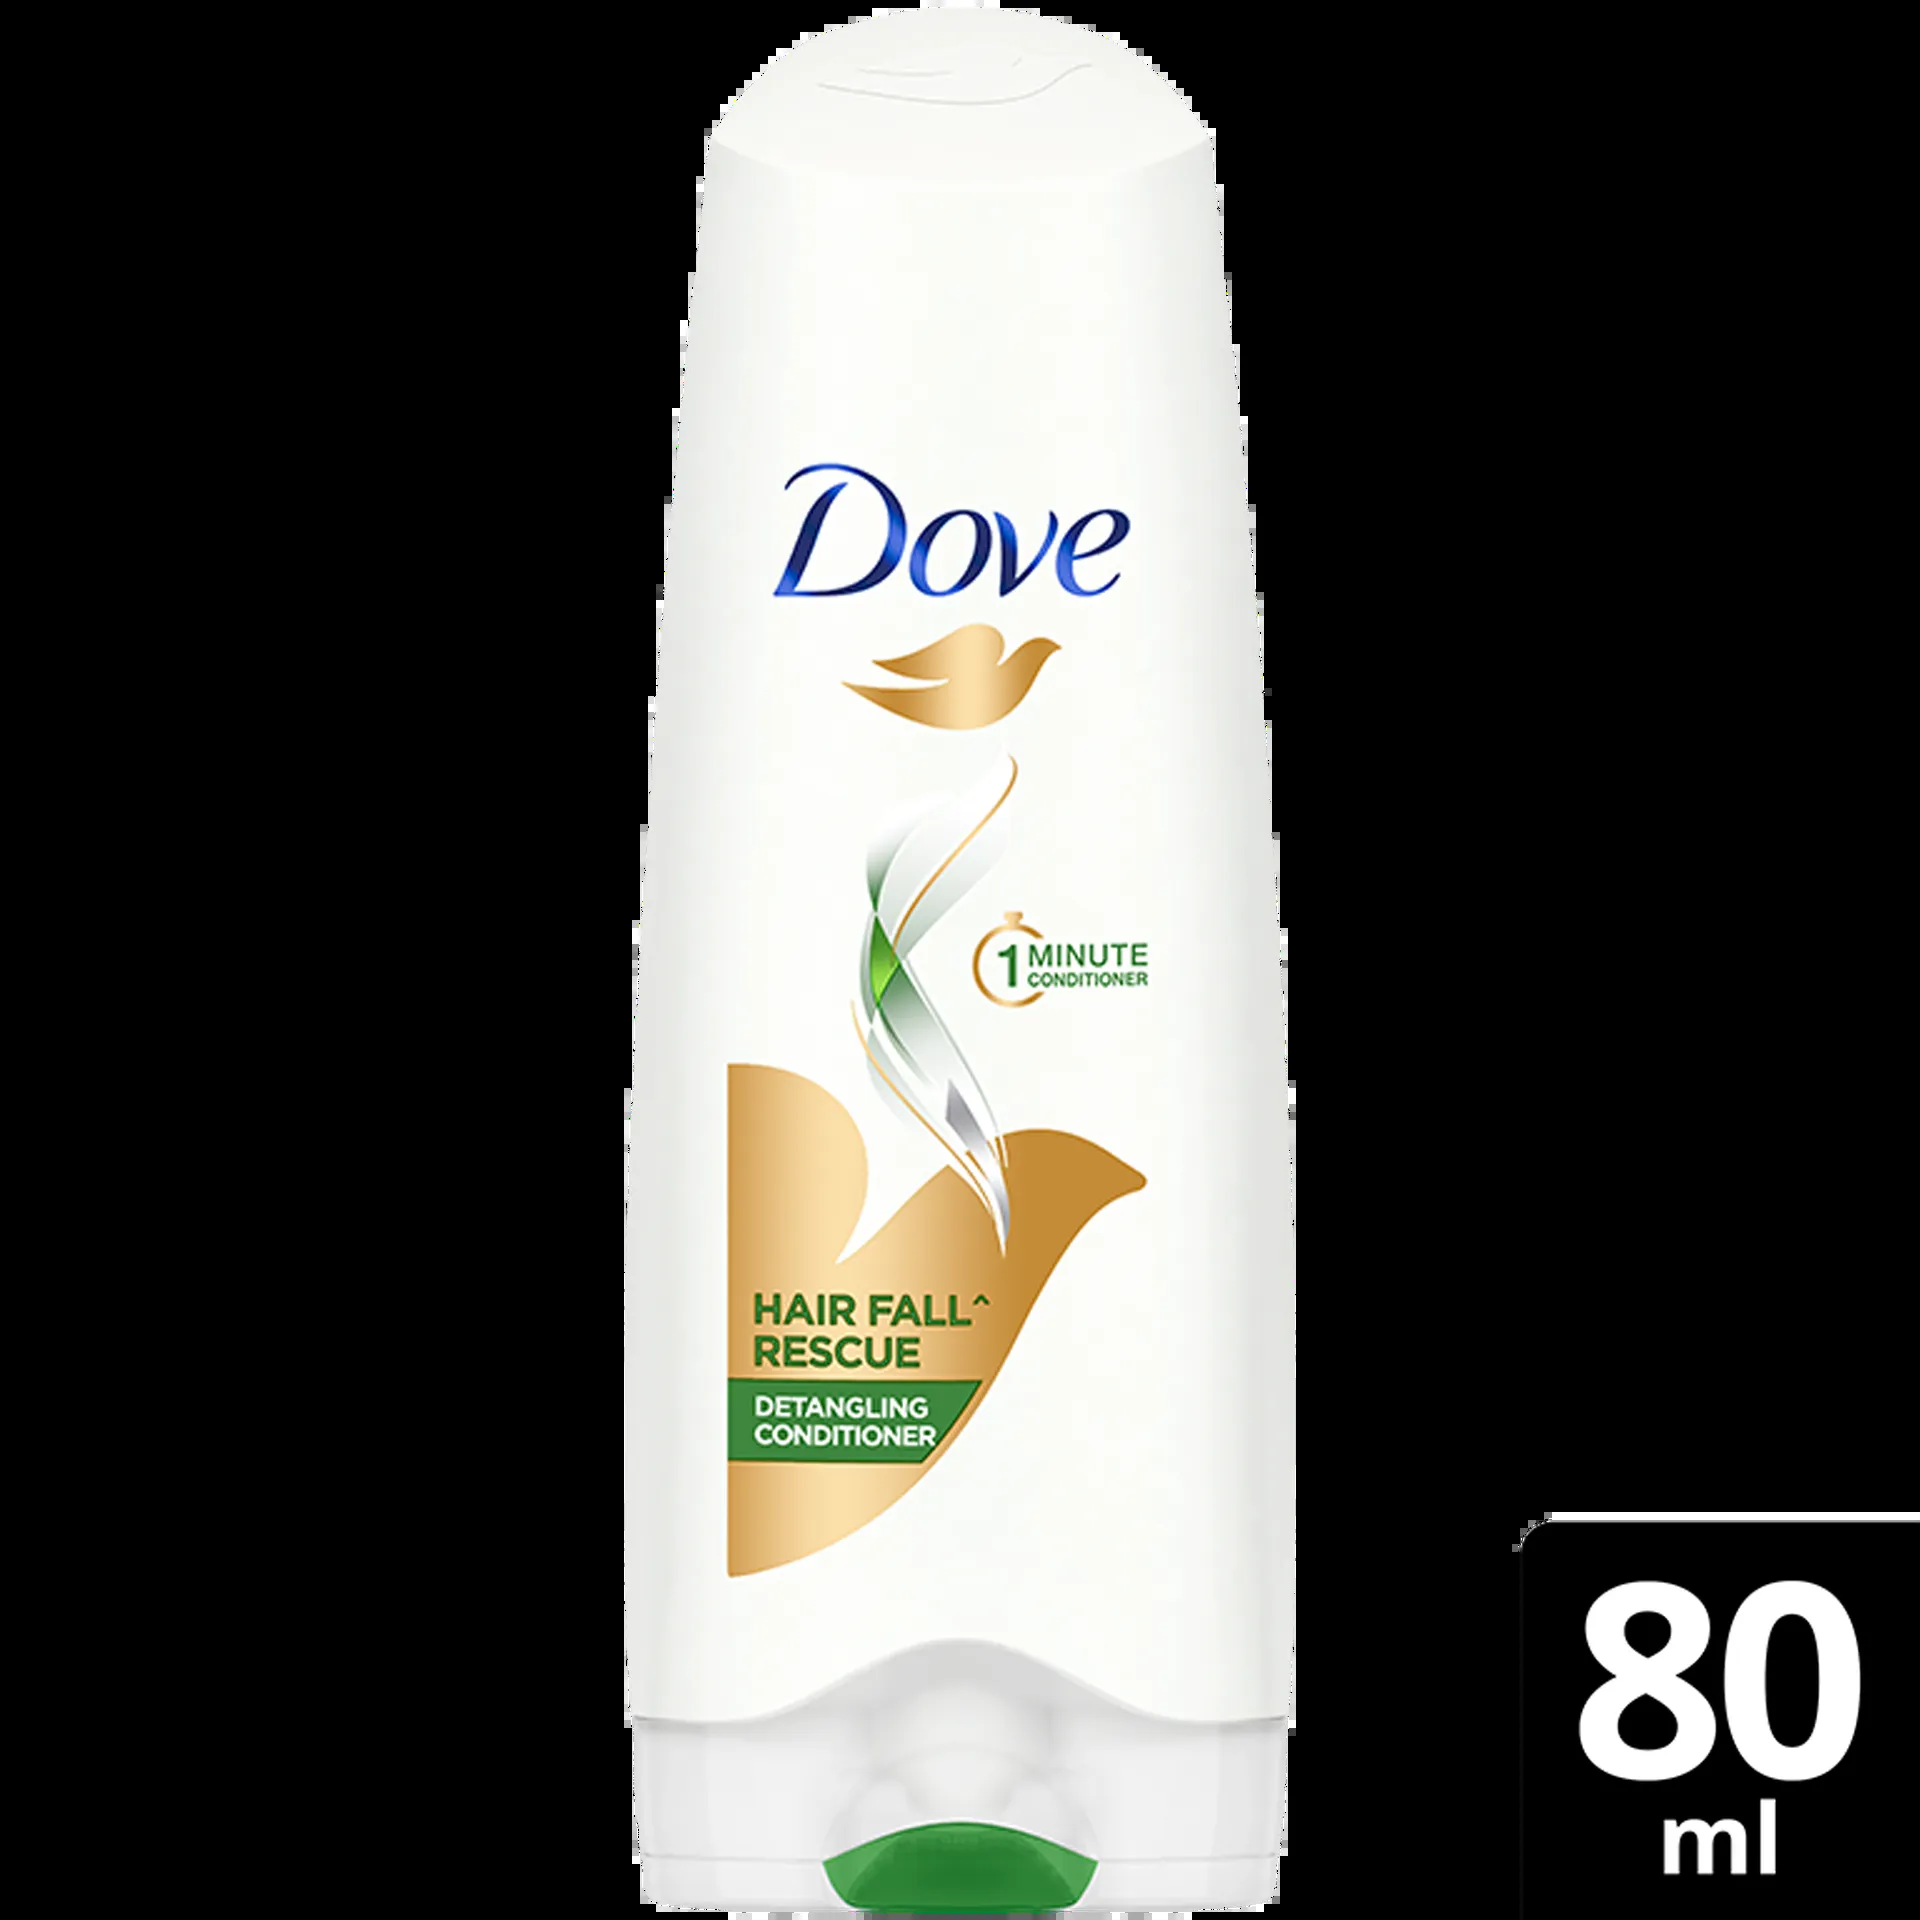 Dove
1 MINUTE
CONDITIONER
HAIR FALL^
RESCUE
DETANGLING
CONDITIONER
80
ml